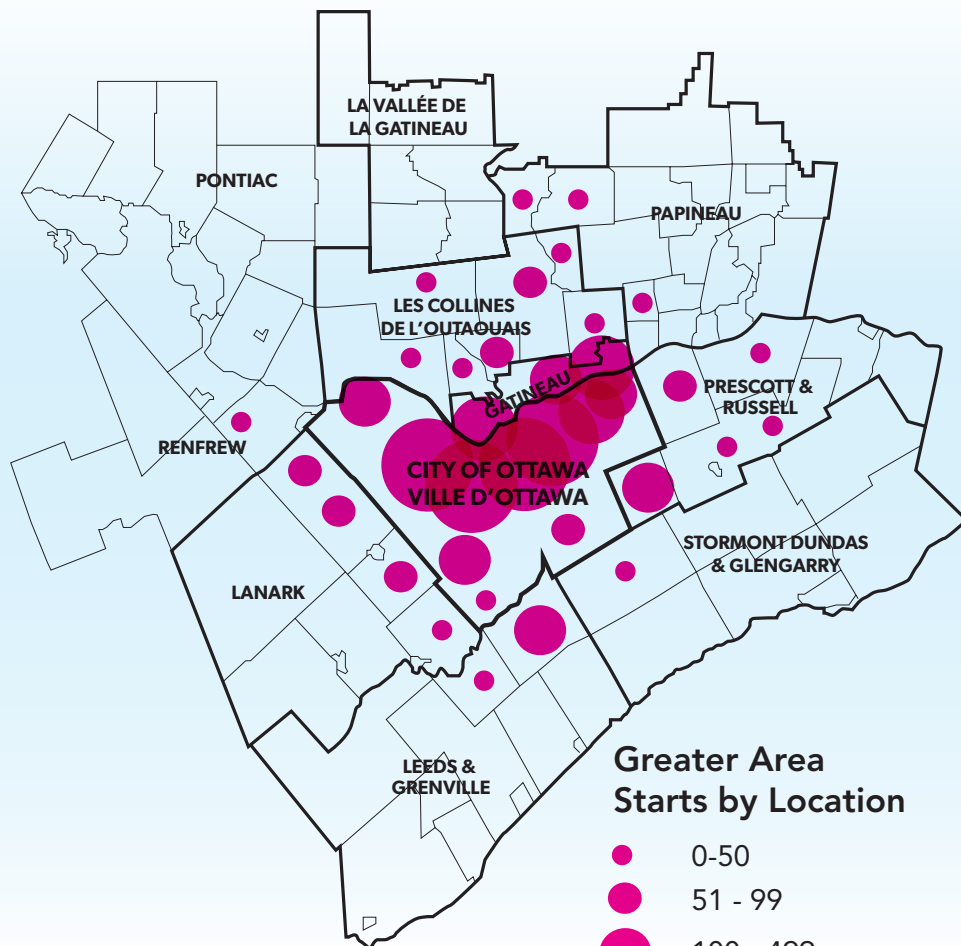 LA VALLÉE DE
LA GATINEAU
PONTIAC
PAPINEAU
LES COLLINES
DE L'OUTAOUAIS
GATINEAU
PRESCOTT &
RUSSELL
RENFREW
CITY OF OTTAWA
VILLE D'OTTAWA
STORMONT DUNDAS
& GLENGARRY
LANARK
LEEDS &
GRENVILLE
Greater Area
Starts by Location
0-50
51 - 99